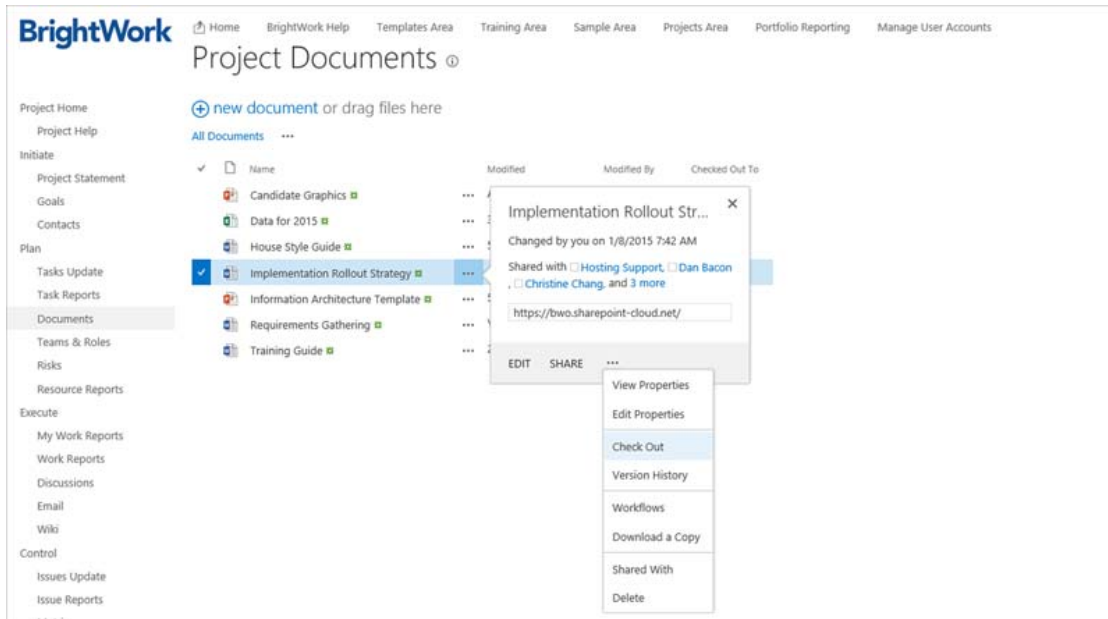 BrightWork
Home BrightWork Help Templates Area Training Area Sample Area Projects Area Portfolio Reporting Manage User Accounts
Project Documents
new document or drag files here
All Documents ...
Name Modified Modified By Checked Out To
Candidate Graphics
Data for 2015
House Style Guide
Implementation Rollout Strategy
Information Architecture Template
Requirements Gathering
Training Guide
Project Home
Project Help
Initiate
Project Statement
Goals
Contacts
Plan
Tasks Update
Task Reports
Documents
Teams & Roles
Risks
Resource Reports
Execute
My Work Reports
Work Reports
Discussions
Email
Wiki
Control
Issues Update
Issue Reports
Implementation Rollout Str...
Changed by you on 1/8/2015 7:42 AM
Shared with Hosting Support, Dan Bacon
, Christine Chang, and 3 more
https://bwo.sharepoint-cloud.net/
EDIT SHARE ...
View Properties
Edit Properties
Check Out
Version History
Workflows
Download a Copy
Shared With
Delete